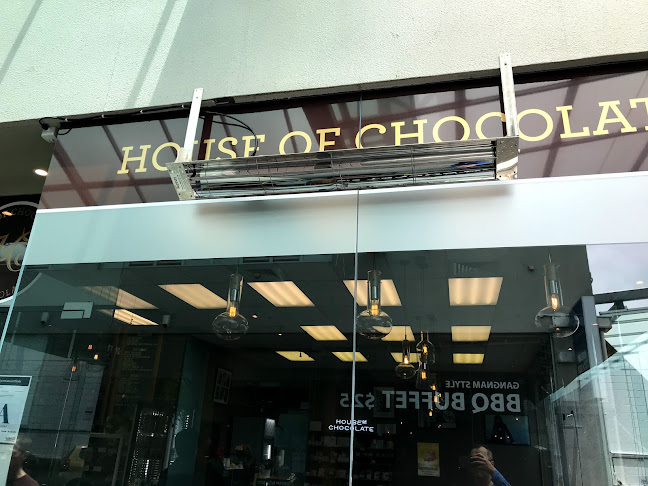 HOUSE OF CHOCOLAT
GANGNAM STYLE
BBQ BUFFET $25
HOUSE OF
CHOCOLATE
A